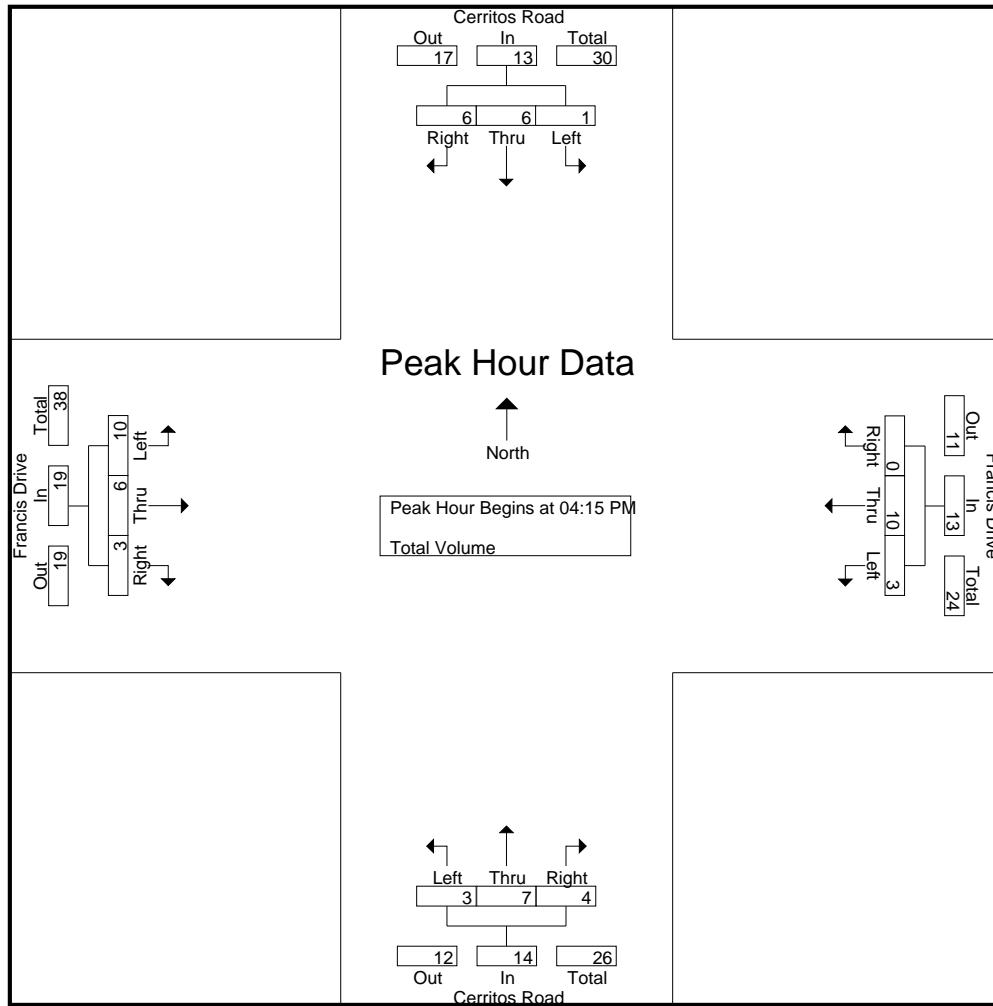 Cerritos Road
Out In Total
17 13 30
6 6 1
Right Thru Left
Peak Hour Data
North
Peak Hour Begins at 04:15 PM
Total Volume
Francis Drive
Total In Out
38 19 19
10 6 3
Left Thru Right
Francis Drive
Out In Total
11 13 24
Right Thru Left
0 10 3
Left Thru Right
3 7 4
12 14 26
Out In Total
Cerritos Road